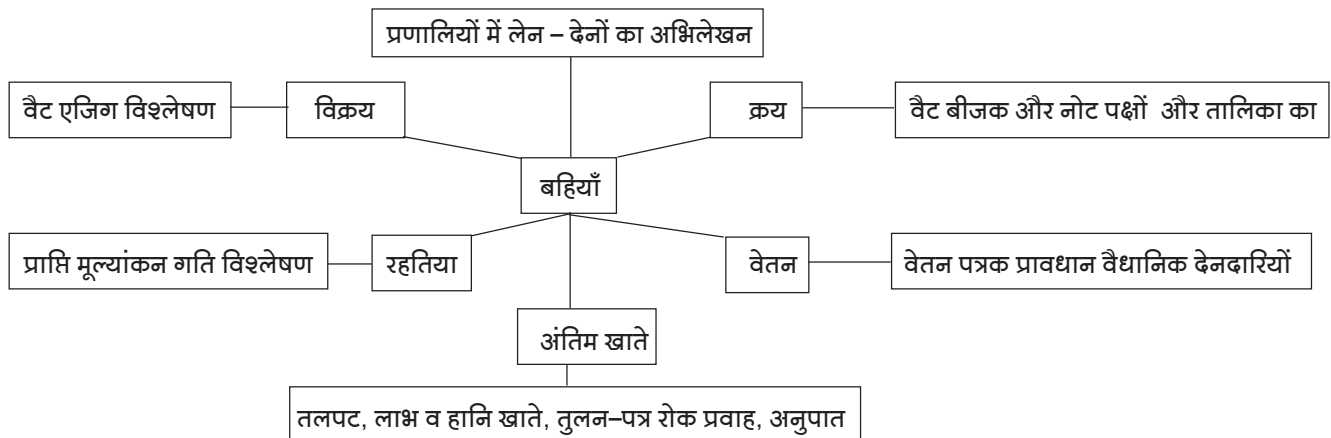 प्रणालियों में लेन – देनों का अभिलेखन
वैट एजिग विश्लेषण
विक्रय
क्रय
वैट बीजक और नोट पक्षों और तालिका का
बहियाँ
प्राप्ति मूल्यांकन गति विश्लेषण
रहतिया
वेतन
वेतन पत्रक प्रावधान वैधानिक देनदारियों
अंतिम खाते
तलपट, लाभ व हानि खाते, तुलन–पत्र रोक प्रवाह, अनुपात